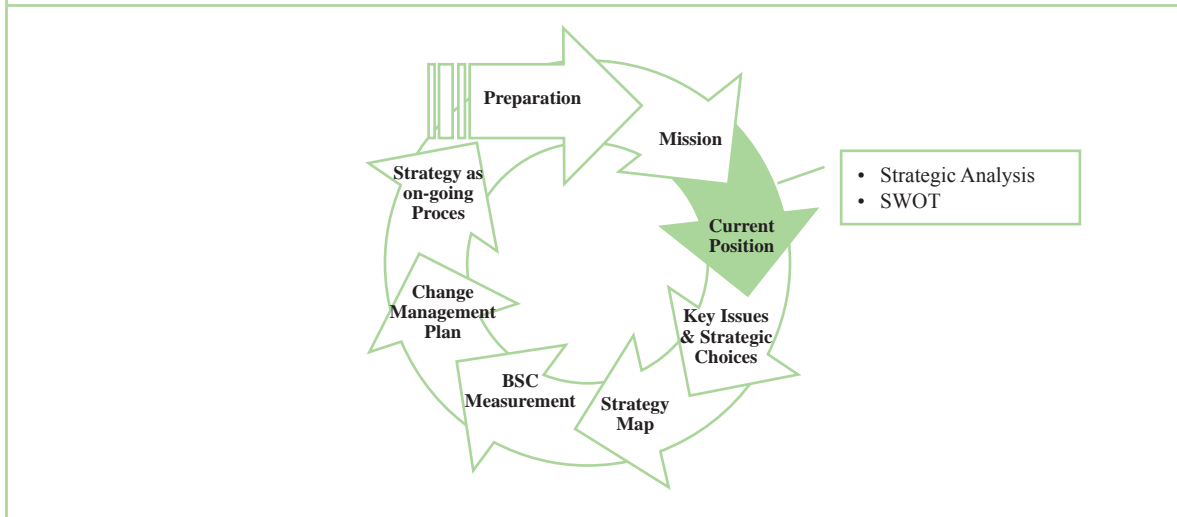 Preparation
Mission
• Strategic Analysis
• SWOT
Current
Position
Key Issues
& Strategic
Choices
Strategy
Map
BSC
Measurement
Change
Management
Plan
Strategy as
on-going
Proces